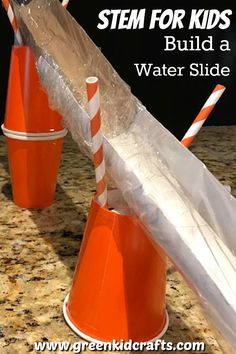 STEM FOR KIDS
Build a
Water Slide
www.greenkidcrafts.com